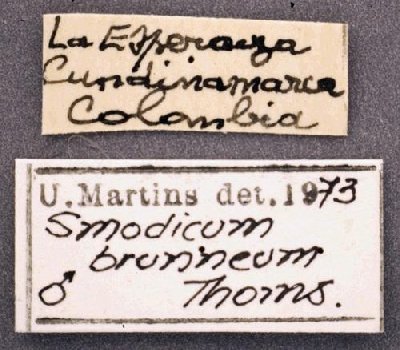 La Esperanza
Cundinamarca
Colombia
U. Martins det. 1973
Smodicum
brunneum
♂ Thoms.